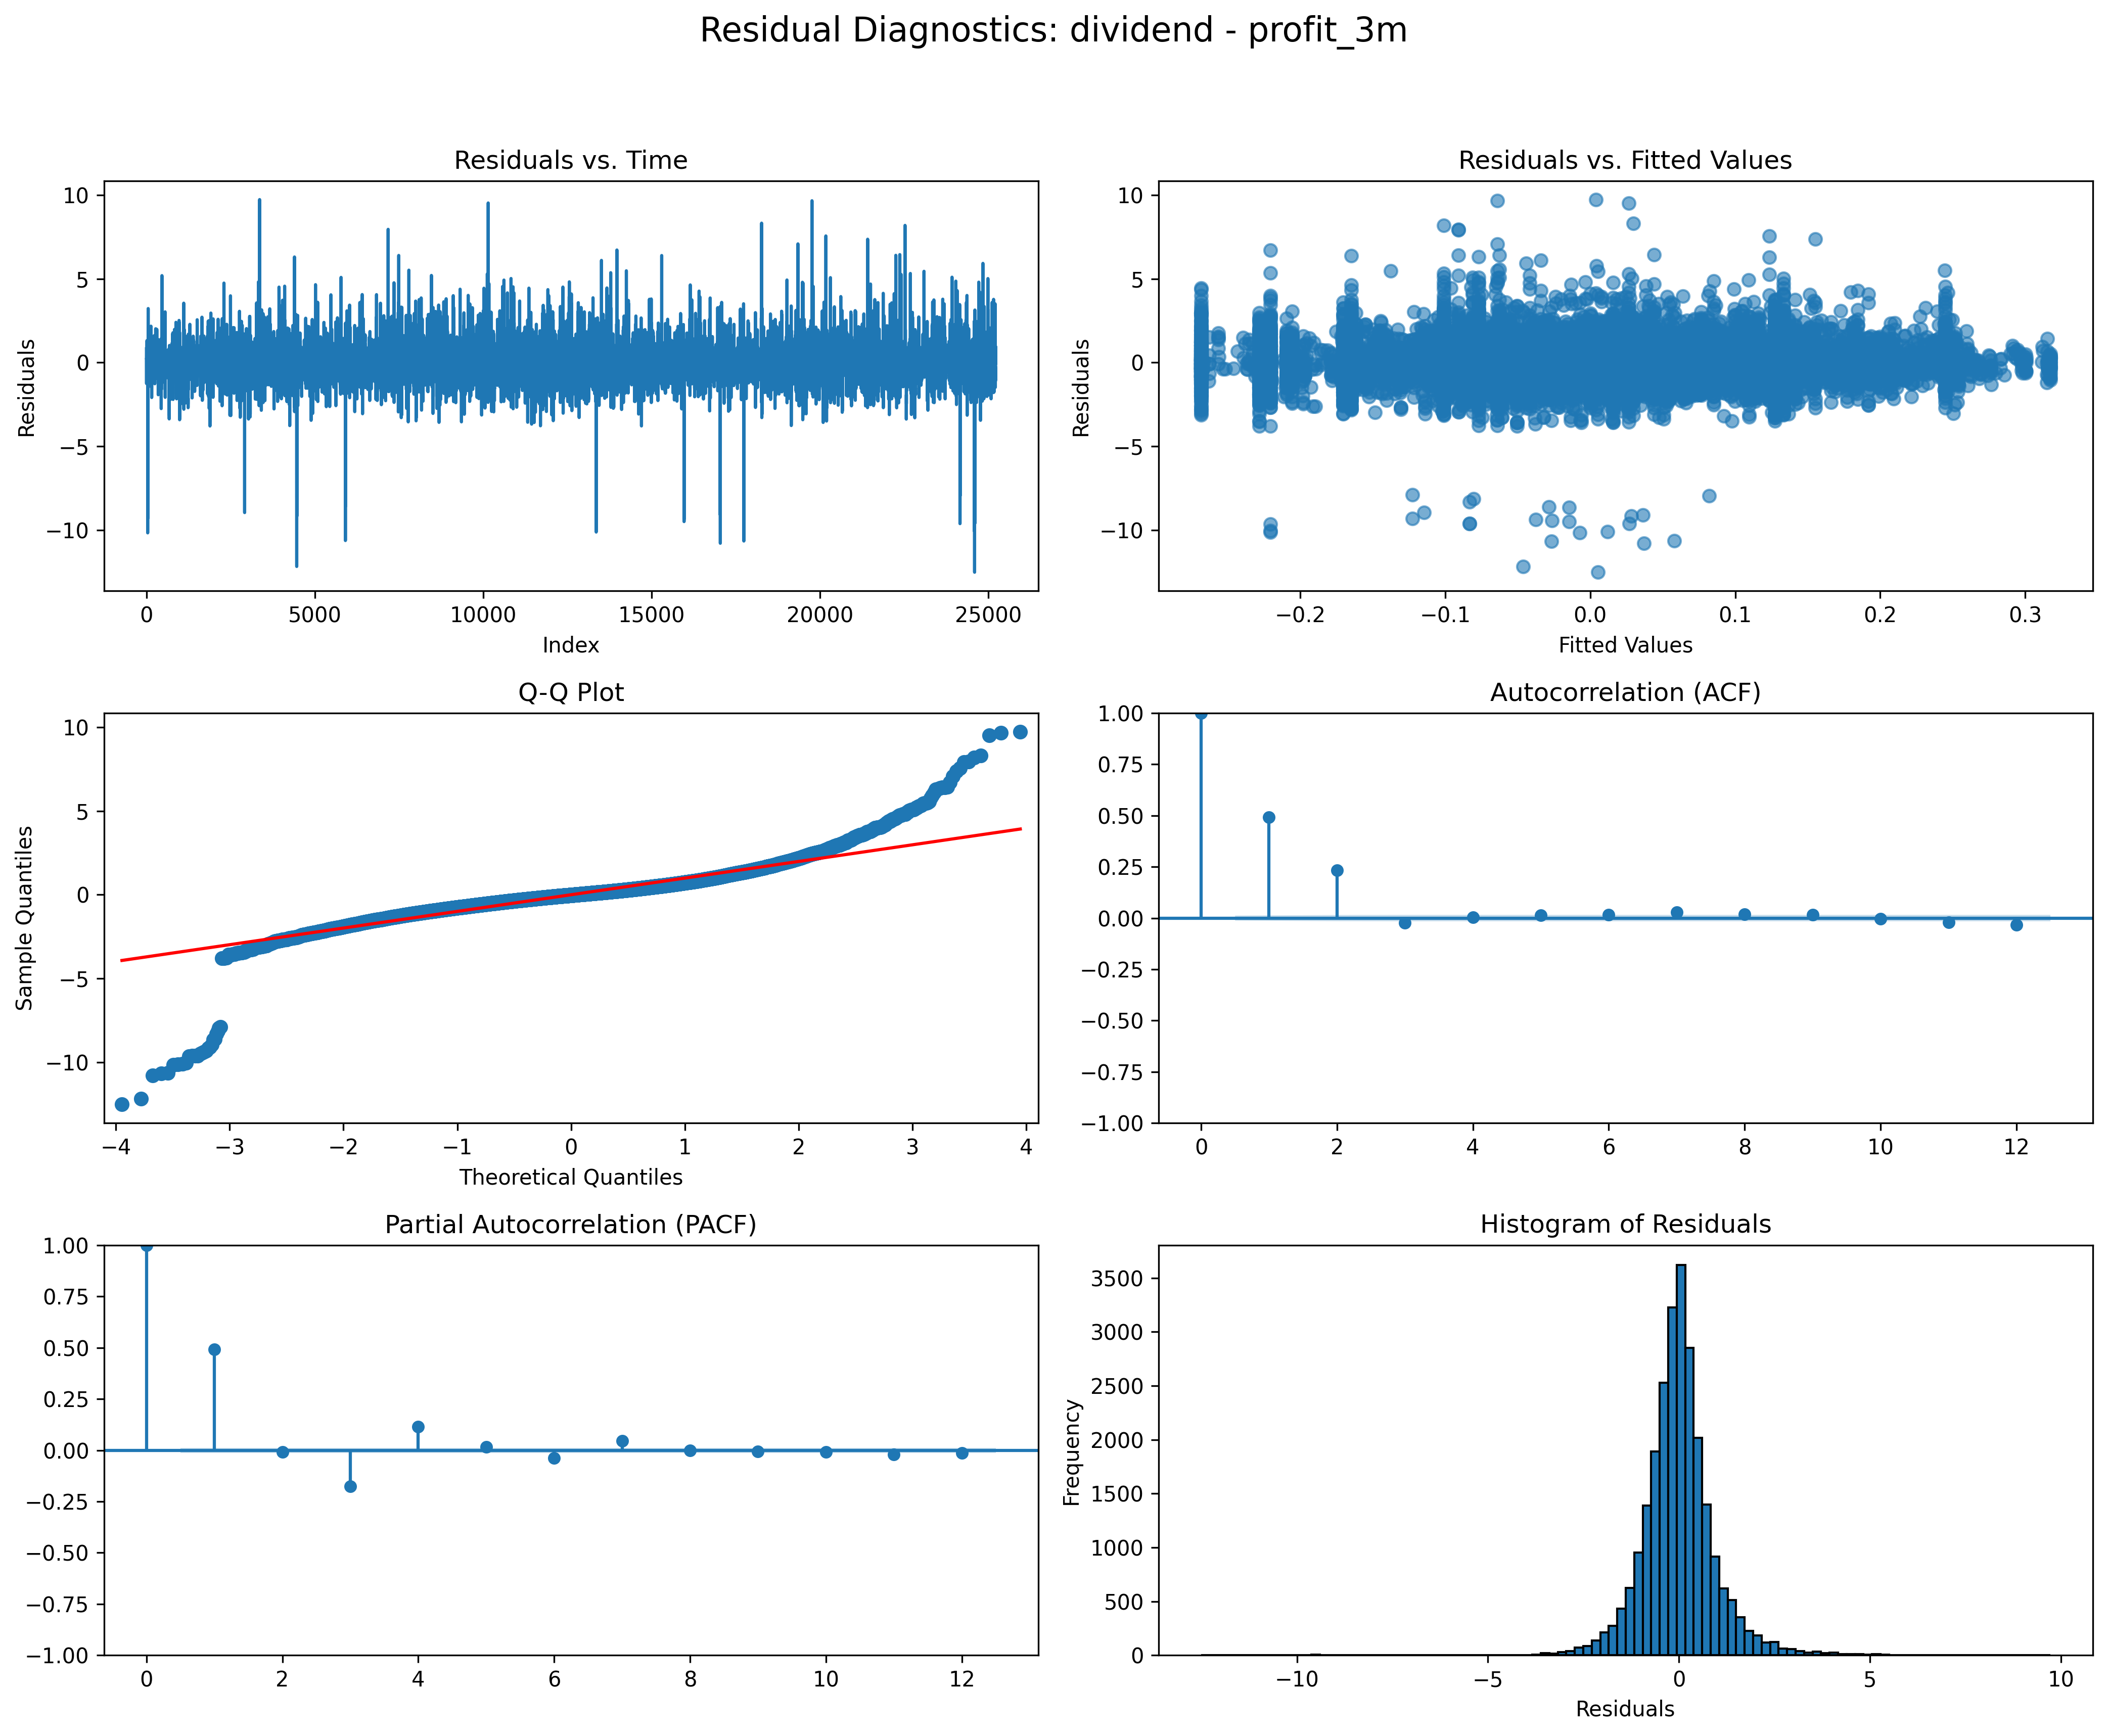 Residual Diagnostics: dividend - profit_3m
Residuals vs. Time
10
5
0
−5
−10
Residuals
0 5000 10000 15000 20000 25000
Index
Residuals vs. Fitted Values
10
5
0
−5
−10
Residuals
−0.2 −0.1 0.0 0.1 0.2 0.3
Fitted Values
Q-Q Plot
10
5
0
−5
−10
Sample Quantiles
−4 −3 −2 −1 0 1 2 3 4
Theoretical Quantiles
Autocorrelation (ACF)
1.00
0.75
0.50
0.25
0.00
−0.25
−0.50
−0.75
−1.00
0 2 4 6 8 10 12
Partial Autocorrelation (PACF)
1.00
0.75
0.50
0.25
0.00
−0.25
−0.50
−0.75
−1.00
0 2 4 6 8 10 12
Histogram of Residuals
3500
3000
2500
2000
1500
1000
500
0
Frequency
−10 −5 0 5 10
Residuals